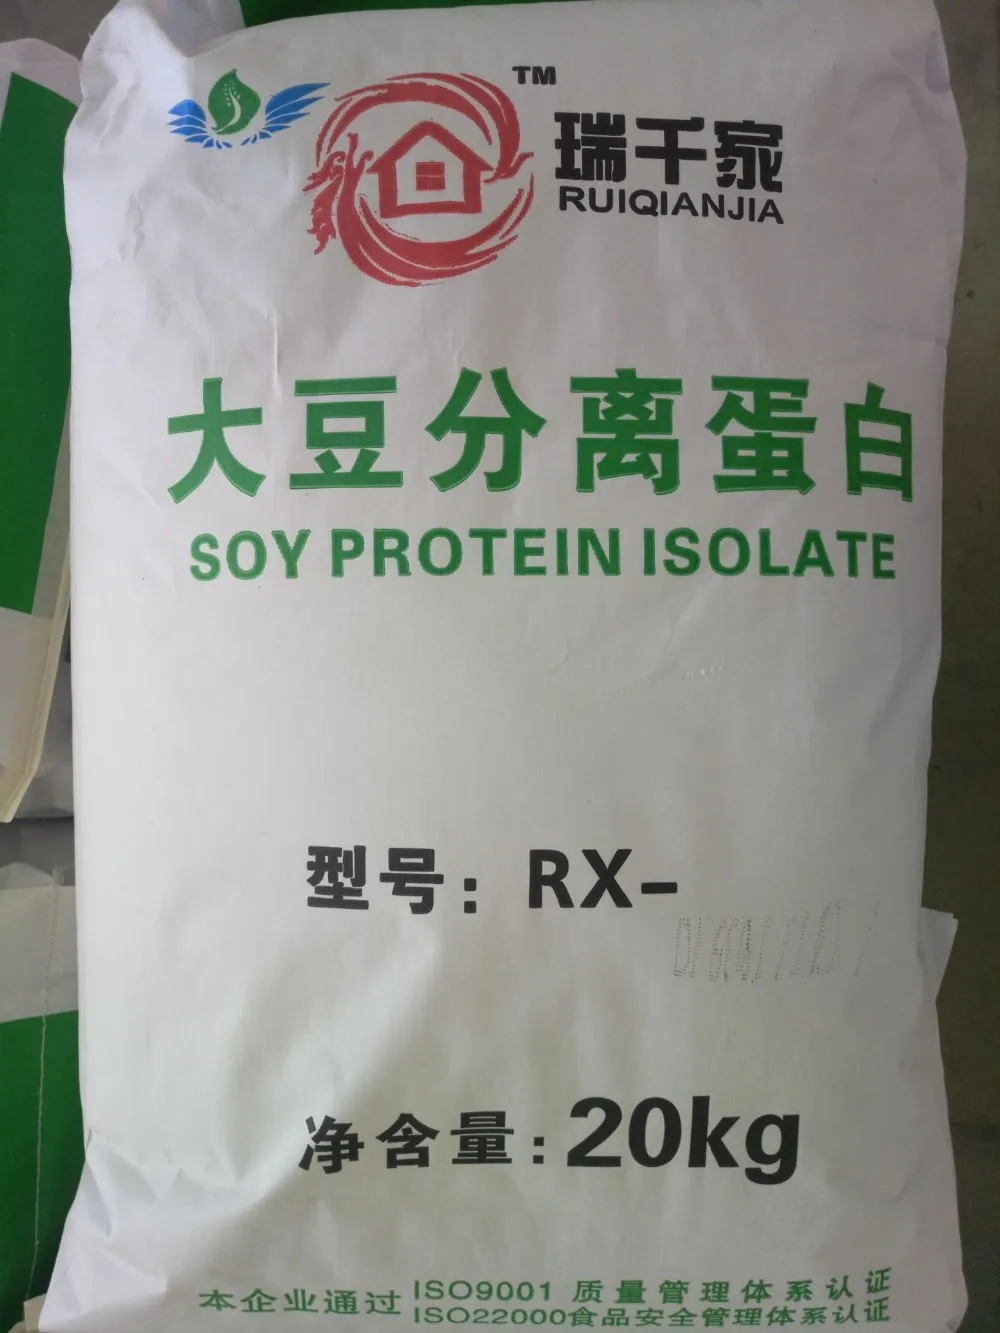 TM
瑞千家
RUIQIANJIA
大豆分离蛋白
SOY PROTEIN ISOLATE
型号：RX-
净含量：20kg
本企业通过
ISO9001 质量管理体系认证
ISO22000食品安全管理体系认证